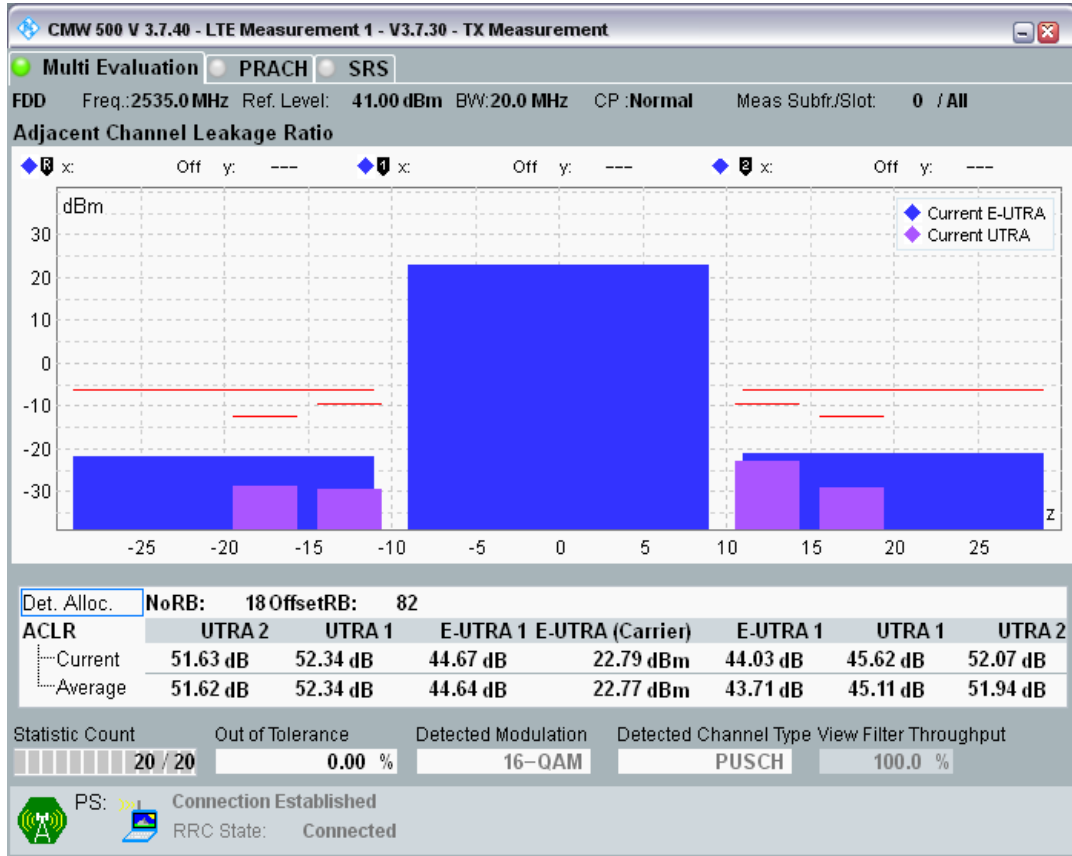 CMW 500 V 3.7.40 - LTE Measurement 1 - V3.7.30 - TX Measurement
Multi Evaluation PRACH SRS
FDD Freq.:2535.0 MHz Ref. Level: 41.00 dBm BW:20.0 MHz CP :Normal Meas Subfr./Slot: 0 / All
Adjacent Channel Leakage Ratio
R x: Off y: --- 1 x: Off y: --- 2 x: Off y: ---
dBm
Current E-UTRA
Current UTRA
30
20
10
0
-10
-20
-30
z
-25 -20 -15 -10 -5 0 5 10 15 20 25
Det. Alloc. NoRB: 18 OffsetRB: 82
ACLR UTRA 2 UTRA 1 E-UTRA 1 E-UTRA (Carrier) E-UTRA 1 UTRA 1 UTRA 2
Current 51.63 dB 52.34 dB 44.67 dB 22.79 dBm 44.03 dB 45.62 dB 52.07 dB
Average 51.62 dB 52.34 dB 44.64 dB 22.77 dBm 43.71 dB 45.11 dB 51.94 dB
Statistic Count Out of Tolerance Detected Modulation Detected Channel Type View Filter Throughput
20 / 20 0.00 % 16-QAM PUSCH 100.0 %
PS: Connection Established
RRC State: Connected